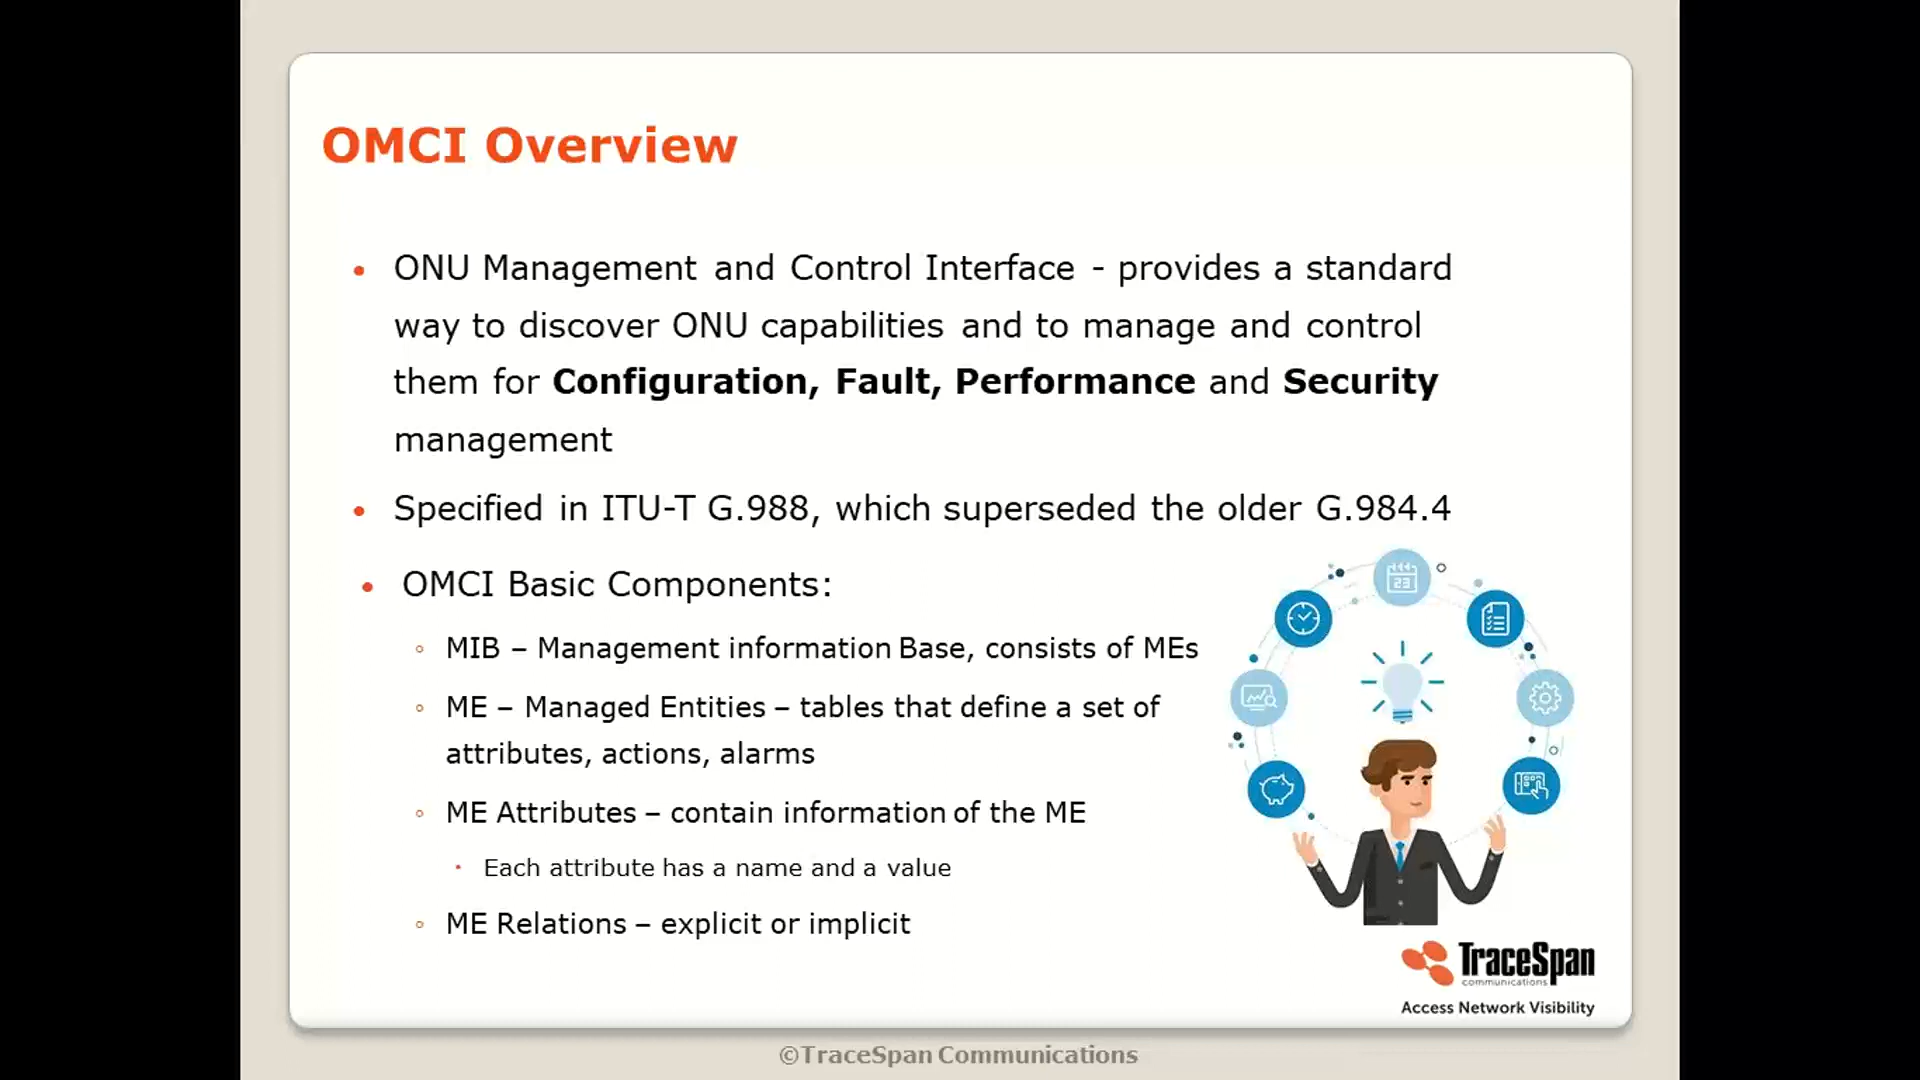 OMCI Overview
• ONU Management and Control Interface - provides a standard
way to discover ONU capabilities and to manage and control
them for Configuration, Fault, Performance and Security
management
• Specified in ITU-T G.988, which superseded the older G.984.4
• OMCI Basic Components:
◦ MIB – Management information Base, consists of MEs
◦ ME – Managed Entities – tables that define a set of
attributes, actions, alarms
◦ ME Attributes – contain information of the ME
• Each attribute has a name and a value
◦ ME Relations – explicit or implicit
23
TraceSpan
communications
Access Network Visibility
©TraceSpan Communications